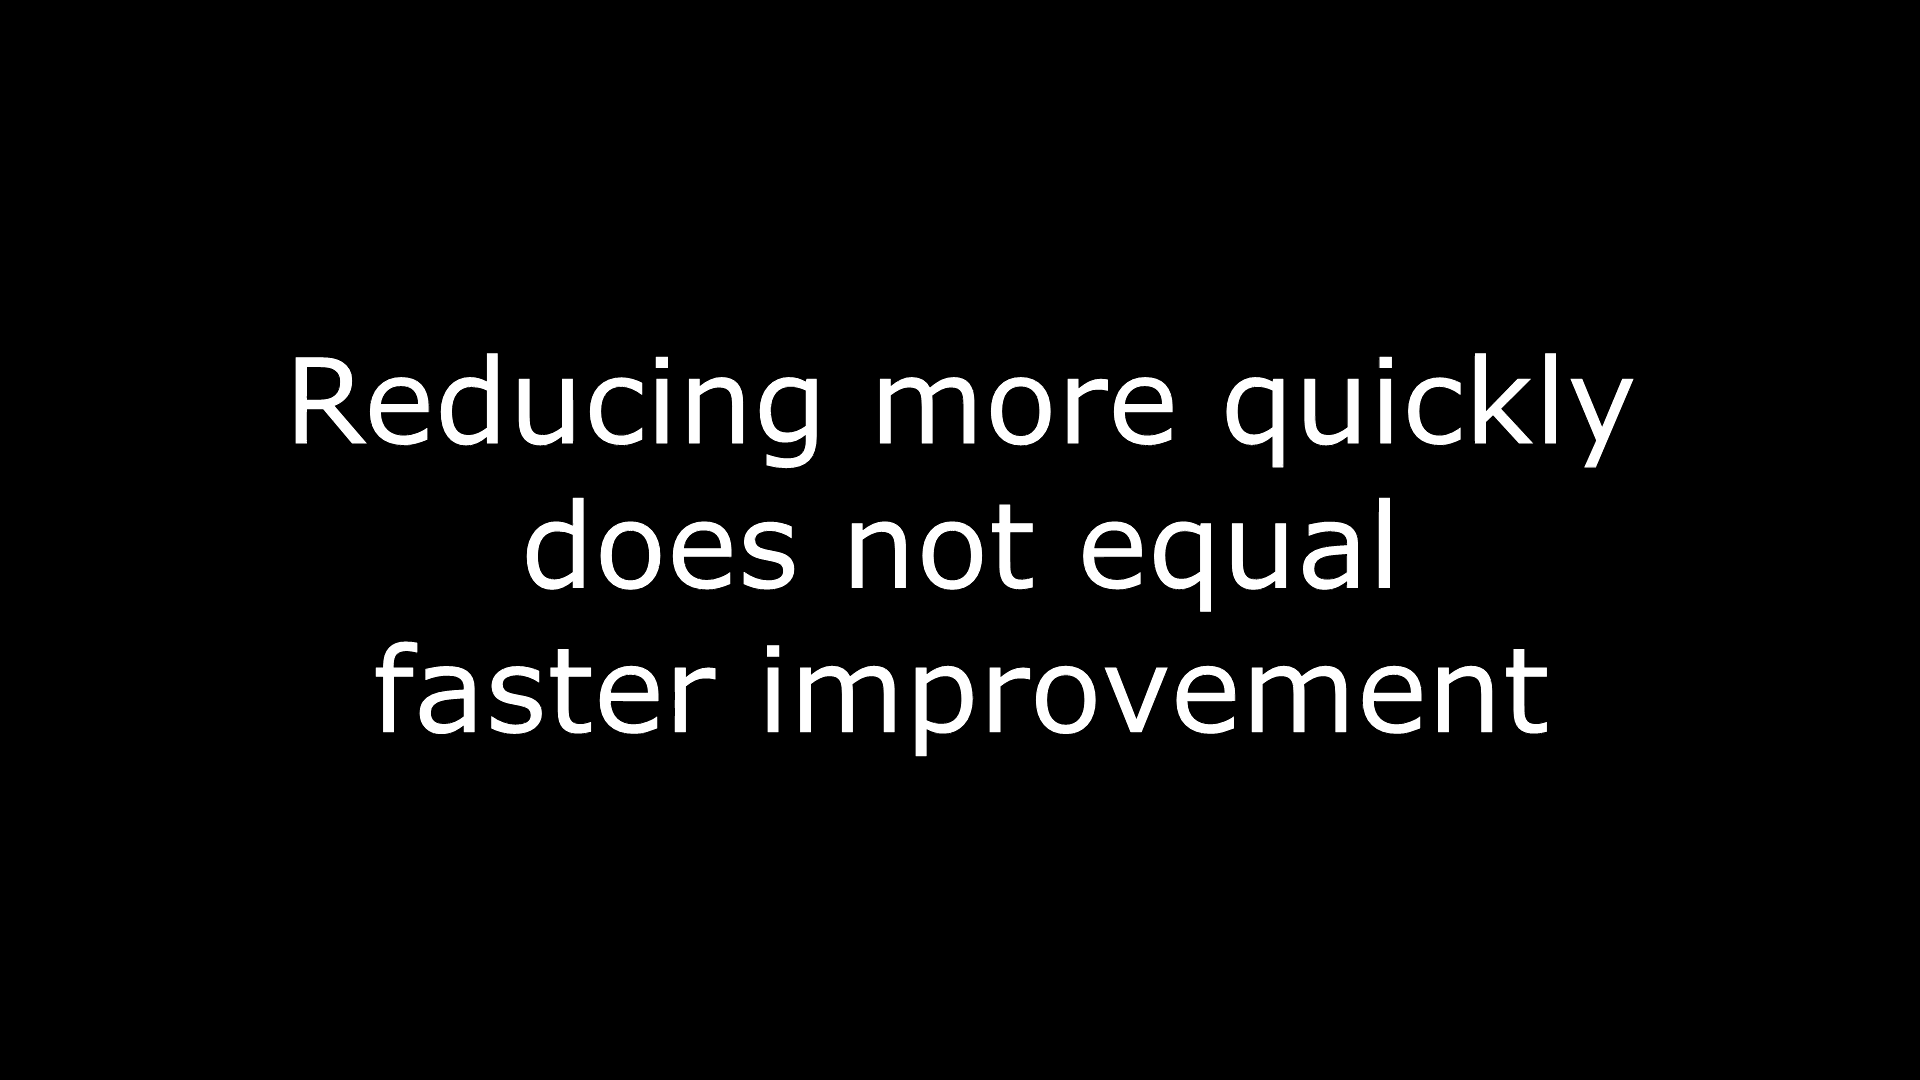 Reducing more quickly
does not equal
faster improvement